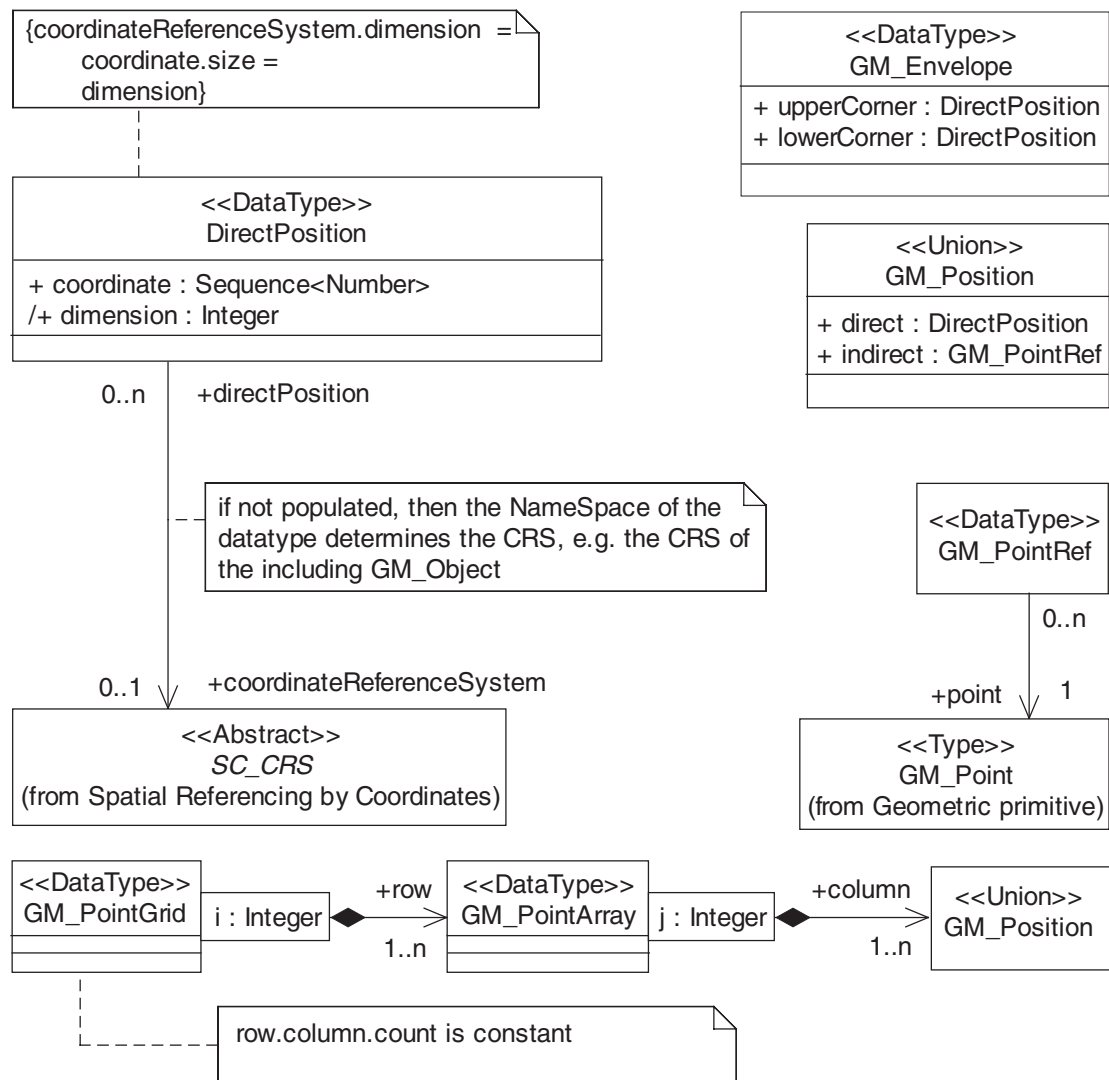 {coordinateReferenceSystem.dimension =
coordinate.size =
dimension}
<<DataType>>
GM_Envelope
+ upperCorner : DirectPosition
+ lowerCorner : DirectPosition
<<DataType>>
DirectPosition
+ coordinate : Sequence<Number>
/+ dimension : Integer
<<Union>>
GM_Position
+ direct : DirectPosition
+ indirect : GM_PointRef
0..n
+directPosition
if not populated, then the NameSpace of the
datatype determines the CRS, e.g. the CRS of
the including GM_Object
<<DataType>>
GM_PointRef
0..n
0..1
+coordinateReferenceSystem
+point
1
<<Abstract>>
SC_CRS
(from Spatial Referencing by Coordinates)
<<Type>>
GM_Point
(from Geometric primitive)
<<DataType>>
GM_PointGrid
i : Integer
+row
1..n
<<DataType>>
GM_PointArray
j : Integer
+column
1..n
<<Union>>
GM_Position
row.column.count is constant